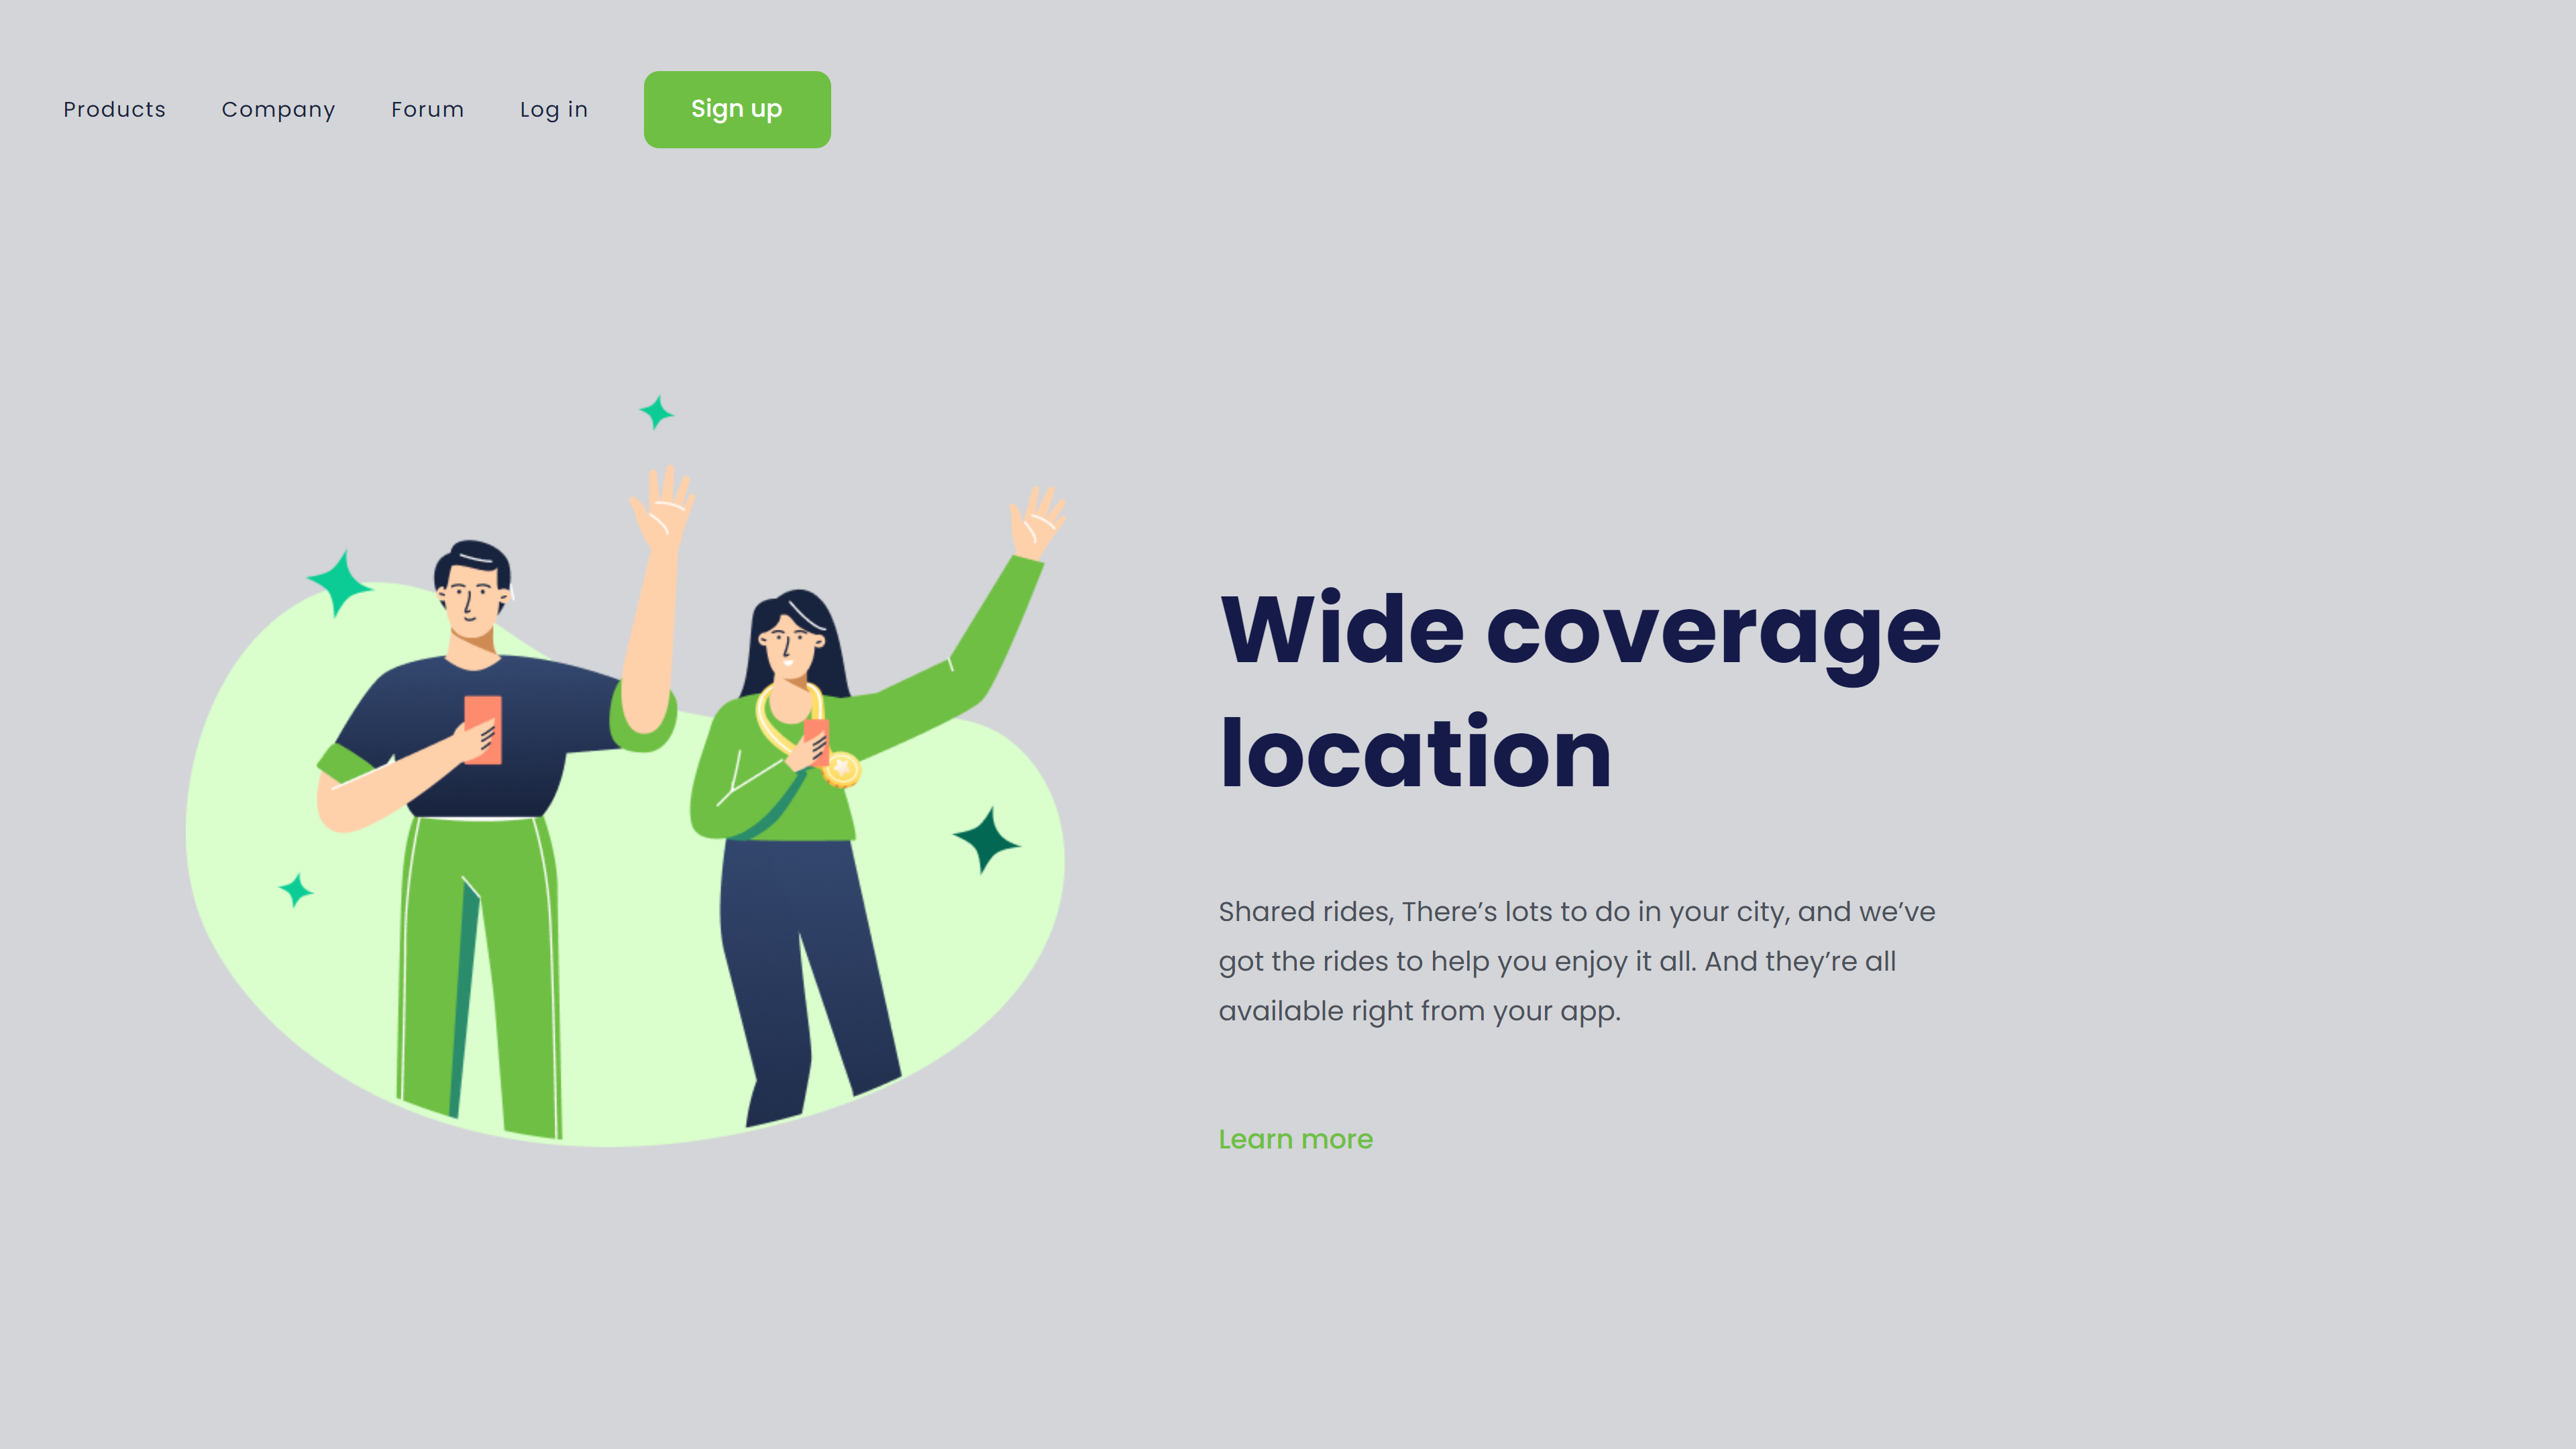 Products Company Forum Log in Sign up
Wide coverage
location
Shared rides, There’s lots to do in your city, and we’ve
got the rides to help you enjoy it all. And they’re all
available right from your app.
Learn more